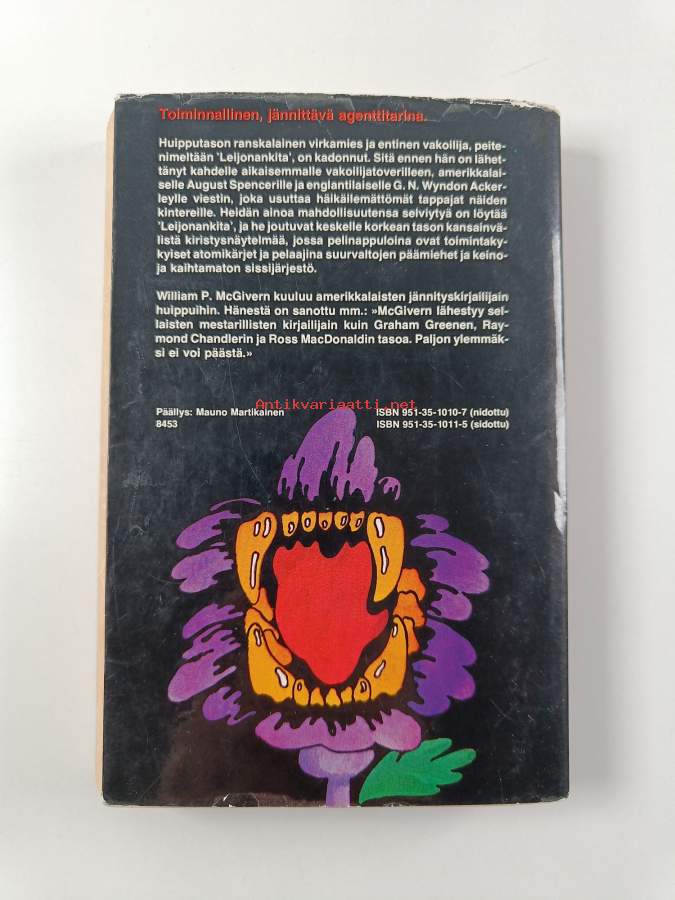 Toiminnallinen, jännittävä agenttitarina.
Huipputason ranskalainen virkamies ja entinen vakoilija, peite-
nimeltään 'Leijonankita', on kadonnut. Sitä ennen hän on lähet-
tänyt kahdelle aikaisemmalle vakoilijatoverilleen, amerikkalai-
selle August Spencerille ja englantilaiselle G. N. Wyndon Acker-
leylle viestin, joka usuttaa häikäilemättömät tappajat näiden
kintereille. Heidän ainoa mahdollisuutensa selviytyä on löytää
'Leijonankita', ja he joutuvat keskelle korkean tason kansainvä-
listä kiristysnäytelmää, jossa pelinappuloina ovat toimintaky-
kyiset atomikärjet ja pelaajina suurvaltojen päämiehet ja keino-
ja kaihtamaton sissijärjestö.
William P. McGivern kuuluu amerikkalaisten jännityskirjailijain
huippuihin. Hänestä on sanottu mm.: »McGivern lähestyy sel-
laisten mestarillisten kirjailijain kuin Graham Greenen, Ray-
mond Chandlerin ja Ross MacDonaldin tasoa. Paljon ylemmäk-
si ei voi päästä.»
Antikvariaatti.net
Päällys: Mauno Martikainen
8453
ISBN 951-35-1010-7 (nidottu)
ISBN 951-35-1011-5 (sidottu)